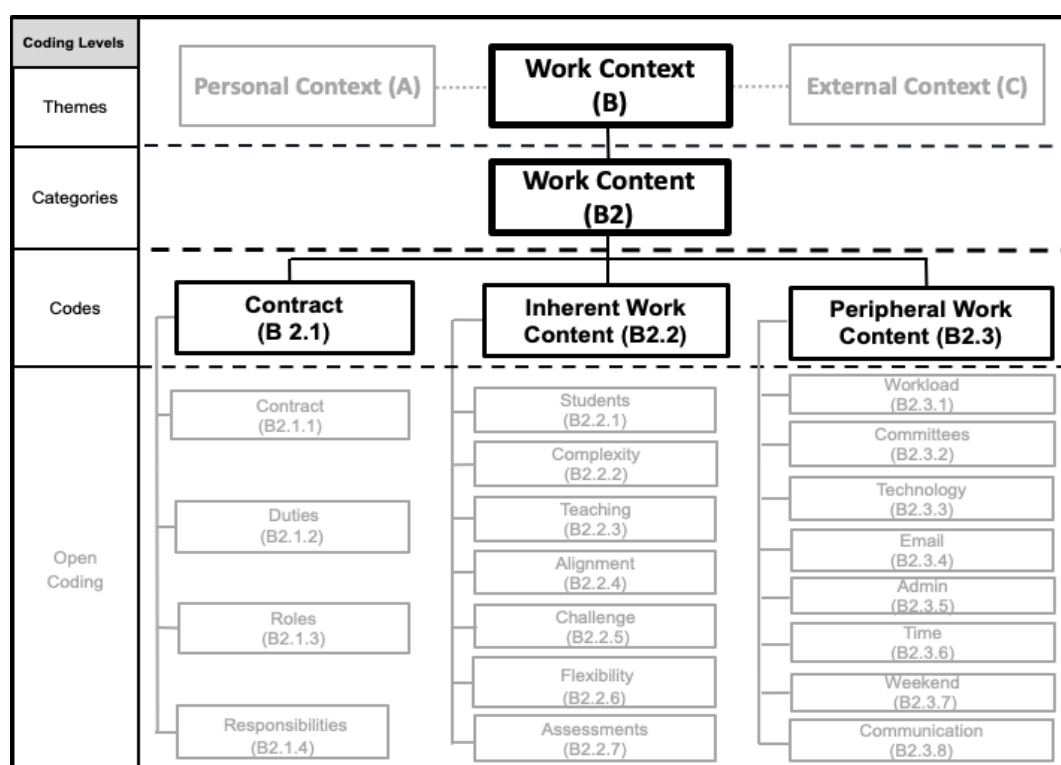 Coding Levels
Themes
Personal Context (A)
Work Context
(B)
External Context (C)
Categories
Work Content
(B2)
Codes
Contract
(B 2.1)
Inherent Work
Content (B2.2)
Peripheral Work
Content (B2.3)
Open
Coding
Contract
(B2.1.1)
Duties
(B2.1.2)
Roles
(B2.1.3)
Responsibilities
(B2.1.4)
Students
(B2.2.1)
Complexity
(B2.2.2)
Teaching
(B2.2.3)
Alignment
(B2.2.4)
Challenge
(B2.2.5)
Flexibility
(B2.2.6)
Assessments
(B2.2.7)
Workload
(B2.3.1)
Committees
(B2.3.2)
Technology
(B2.3.3)
Email
(B2.3.4)
Admin
(B2.3.5)
Time
(B2.3.6)
Weekend
(B2.3.7)
Communication
(B2.3.8)